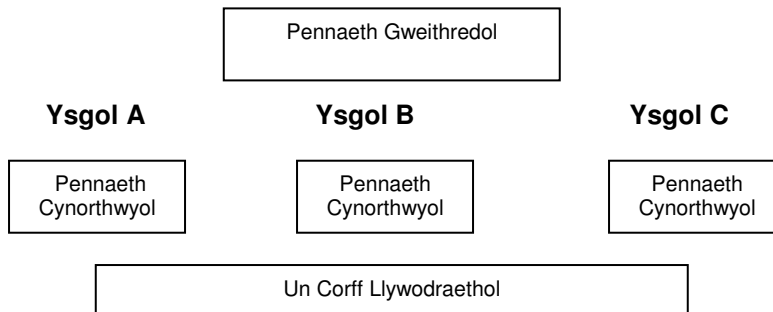 Pennaeth Gweithredol
Ysgol A Ysgol B Ysgol C
Pennaeth Cynorthwyol
Pennaeth Cynorthwyol
Pennaeth Cynorthwyol
Un Corff Llywodraethol